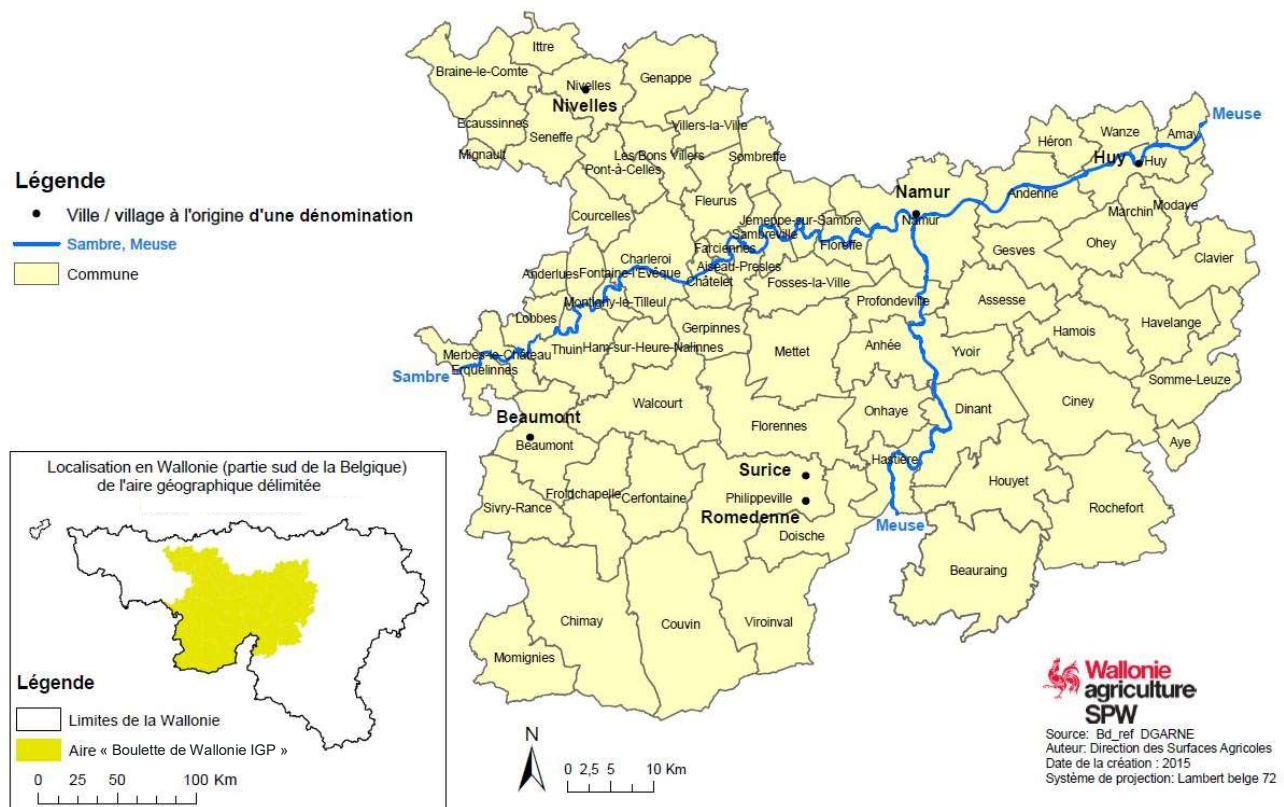 Ittre
Braine-le-Comte
Nivelles
Genappe
Nivelles
Ecaussinnes
Seneffe
Villers-la-Ville
Mignault
Les Bons Villers
Sombreffe
Pont-à-Celles
Meuse
Wanze
Amay
Héron
Huy
Huy
Légende
Ville / village à l'origine d'une dénomination
Sambre, Meuse
Commune
Fleurus
Namur
Andenne
Modave
Marchin
Courcelles
Jemeppe-sur-Sambre
Namur
Sambreville
Floreffe
Farciennes
Ohey
Gesves
Clavier
Charleroi
Aiseau-Presles
Anderlues
Fontaine-l'Evêque
Châtelet
Fosses-la-Ville
Montigny-le-Tilleul
Profondeville
Assesse
Lobbes
Gerpinnes
Hamois
Havelange
Merbes-le-Château
Thuin
Ham-sur-Heure-Nalinnes
Mettet
Anhée
Yvoir
Sambre
Erquelinnes
Somme-Leuze
Walcourt
Onhaye
Dinant
Ciney
Beaumont
Florennes
Beaumont
Aye
Hastière
Surice
Houyet
Froidchapelle
Cerfontaine
Philippeville
Sivry-Rance
Romedenne
Meuse
Rochefort
Doische
Beauraing
Chimay
Couvin
Viroinval
Momignies
Localisation en Wallonie (partie sud de la Belgique)
de l'aire géographique délimitée
Légende
Limites de la Wallonie
Aire « Boulette de Wallonie IGP »
0 25 50 100 Km
N
0 2,5 5 10 Km
Wallonie
agriculture
SPW
Source: Bd_ref DGARNE
Auteur: Direction des Surfaces Agricoles
Date de la création : 2015
Système de projection: Lambert belge 72